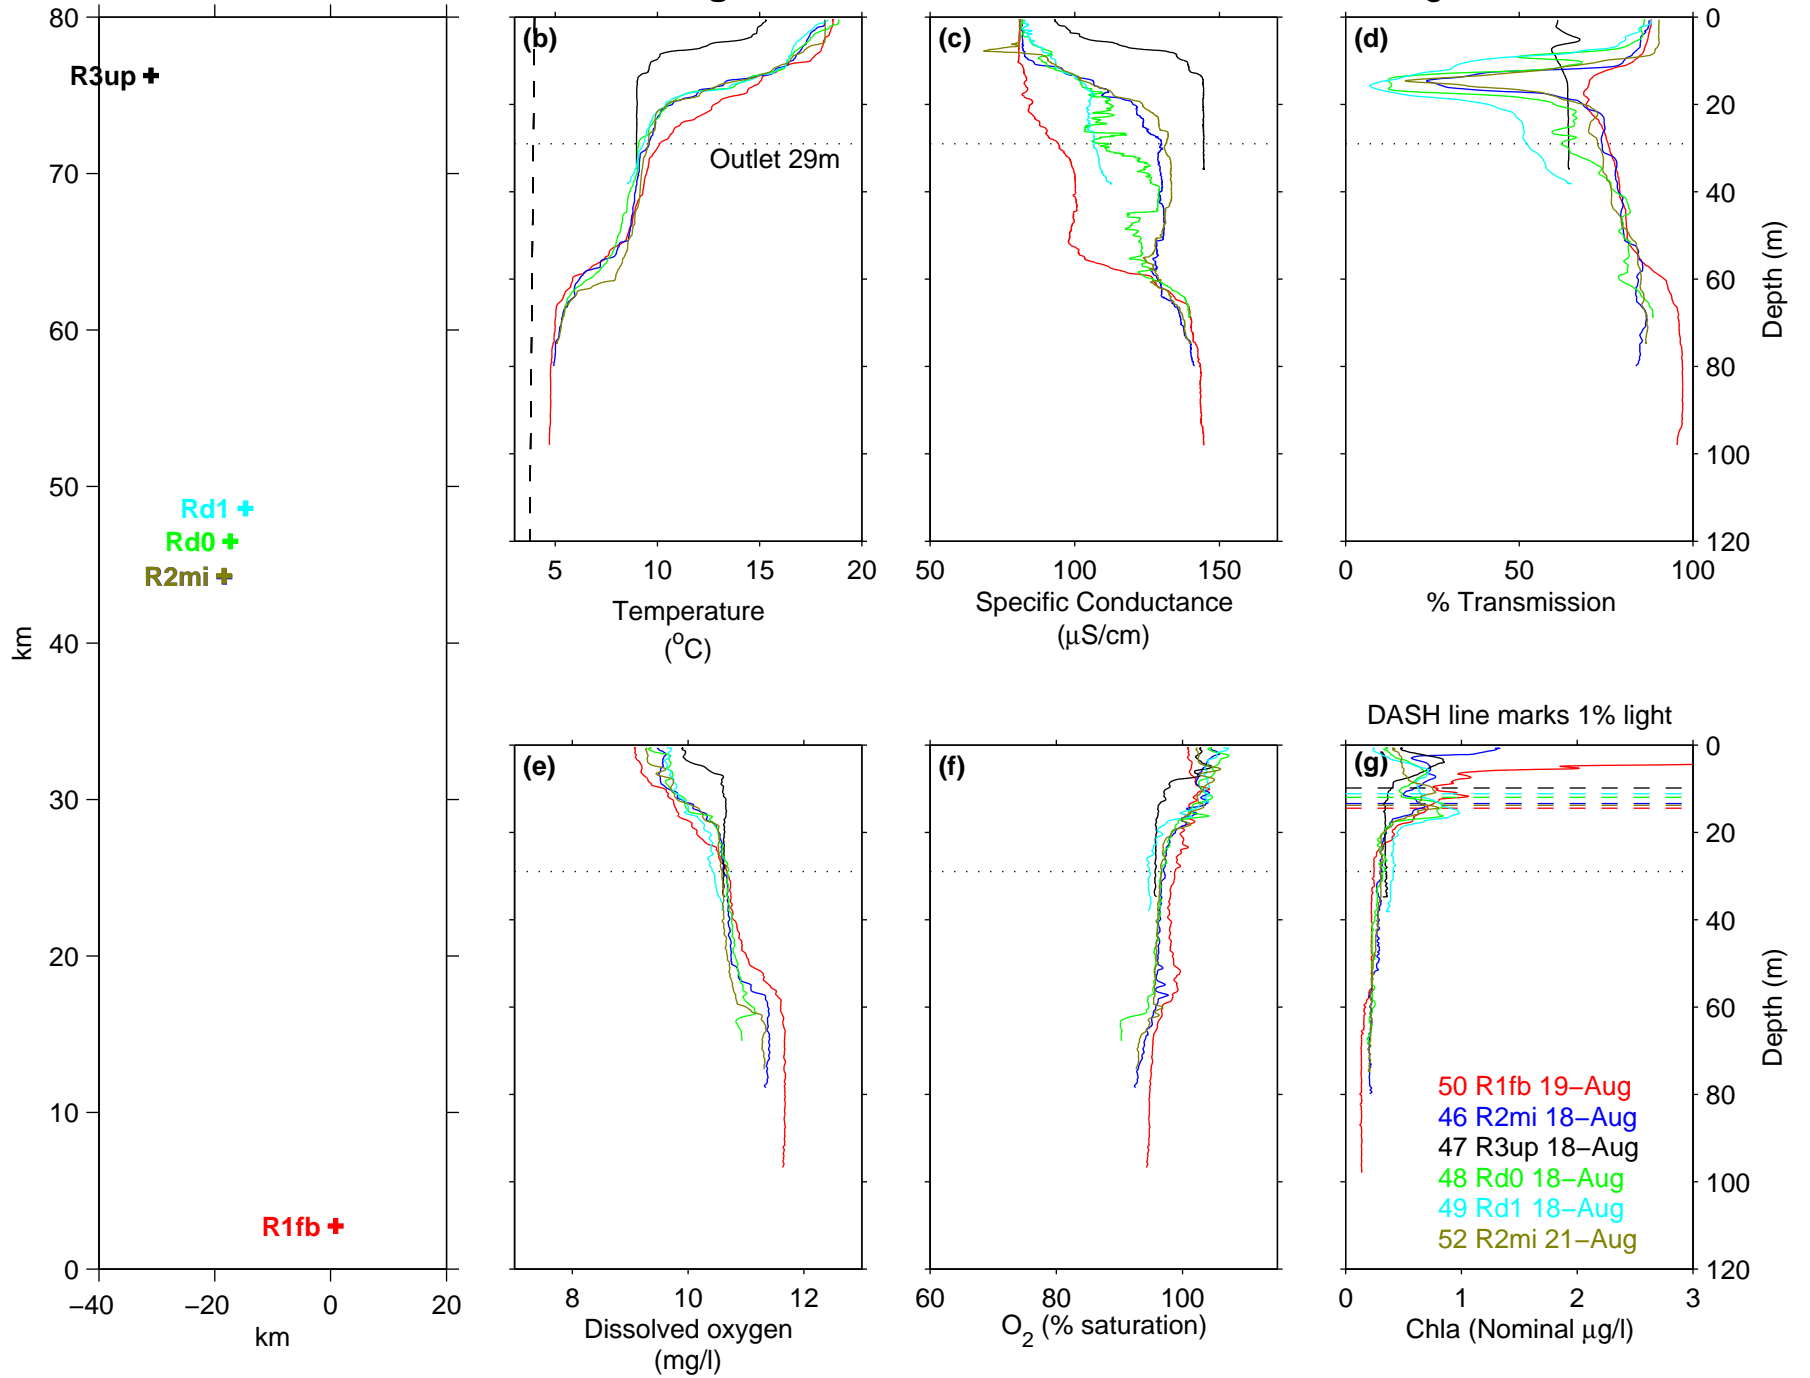 80
70
60
50
40
30
20
10
0
km
−40
−20
0
20
km
R3up
Rd1
Rd0
R2mi
R1fb
(b)
Outlet 29m
5
10
15
20
Temperature
(°C)
(c)
50
100
150
Specific Conductance
(μS/cm)
(d)
0
50
100
% Transmission
0
20
40
60
80
100
120
Depth (m)
(e)
8
10
12
Dissolved oxygen
(mg/l)
(f)
60
80
100
O2 (% saturation)
DASH line marks 1% light
(g)
50 R1fb 19−Aug
46 R2mi 18−Aug
47 R3up 18−Aug
48 Rd0 18−Aug
49 Rd1 18−Aug
52 R2mi 21−Aug
0
1
2
3
Chla (Nominal μg/l)
0
20
40
60
80
100
120
Depth (m)